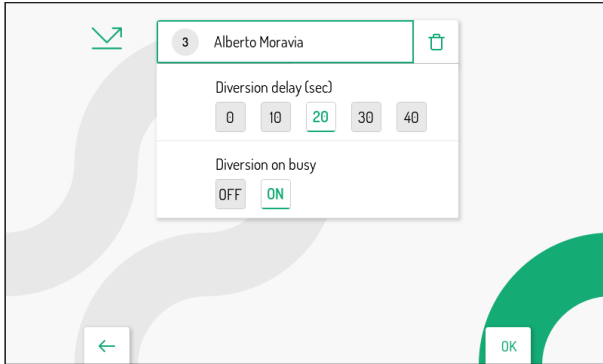 3 Alberto Moravia
Diversion delay (sec)
0 10 20 30 40
Diversion on busy
OFF ON
OK